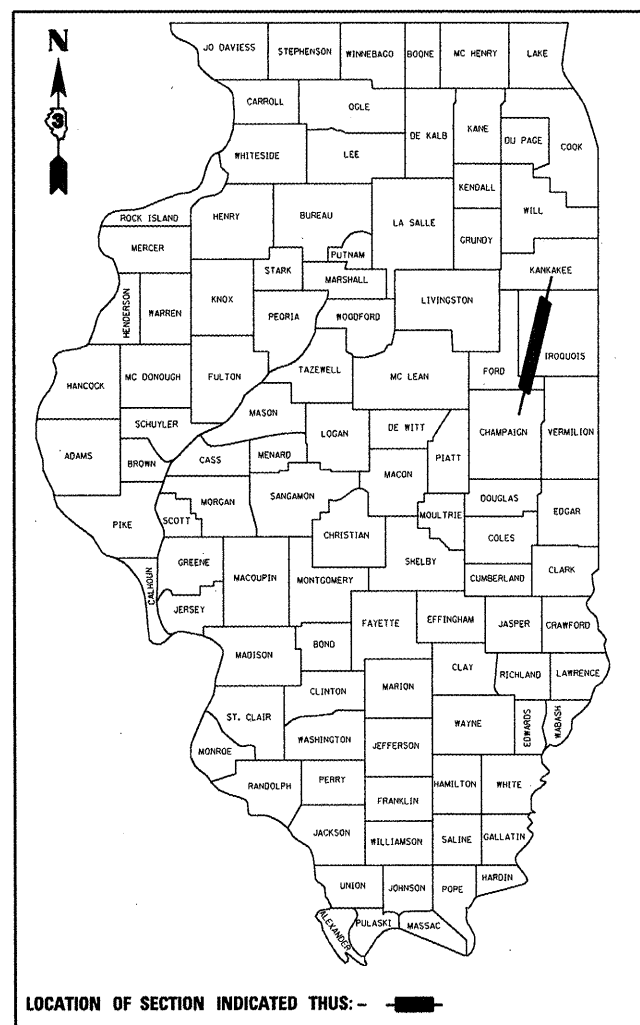 N
3
JO DAVIESS
STEPHENSON
WINNEBAGO
BOONE
MC HENRY
LAKE
CARROLL
OGLE
DE KALB
KANE
DU PAGE
COOK
WHITESIDE
LEE
KENDALL
WILL
ROCK ISLAND
HENRY
BUREAU
LA SALLE
GRUNDY
MERCER
PUTNAM
STARK
MARSHALL
KANKAKEE
HENDERSON
WARREN
KNOX
PEORIA
WOODFORD
LIVINGSTON
IROQUOIS
HANCOCK
MC DONOUGH
FULTON
TAZEWELL
MC LEAN
FORD
MASON
SCHUYLER
LOGAN
DE WITT
CHAMPAIGN
VERMILION
ADAMS
BROWN
CASS
MENARD
MACON
PIATT
MORGAN
SANGAMON
DOUGLAS
EDGAR
PIKE
SCOTT
CHRISTIAN
MOULTRIE
COLES
CALHOUN
GREENE
MACOUPIN
MONTGOMERY
SHELBY
CUMBERLAND
CLARK
JERSEY
FAYETTE
EFFINGHAM
JASPER
CRAWFORD
MADISON
BOND
CLAY
RICHLAND
LAWRENCE
CLINTON
MARION
ST. CLAIR
WAYNE
EDWARDS
WABASH
MONROE
WASHINGTON
JEFFERSON
RANDOLPH
PERRY
HAMILTON
WHITE
FRANKLIN
JACKSON
WILLIAMSON
SALINE
GALLATIN
UNION
JOHNSON
POPE
HARDIN
ALEXANDER
PULASKI
MASSAC
LOCATION OF SECTION INDICATED THUS: -